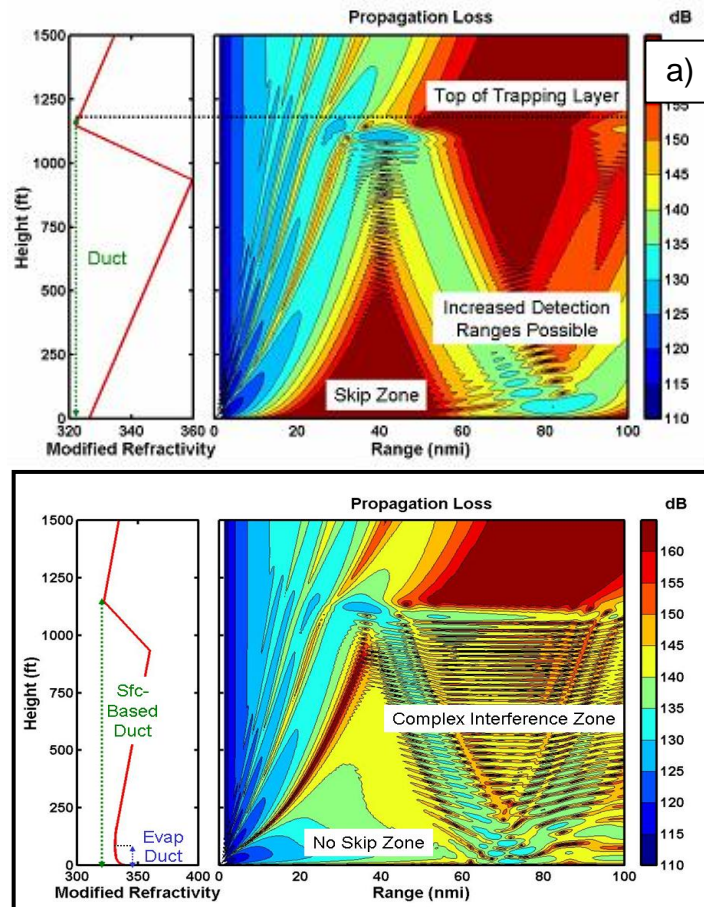 Propagation Loss
dB
a)
1500
1250
1000
750
500
250
0
Height (ft)
320
340
360
Modified Refractivity
Duct
Top of Trapping Layer
Increased Detection
Ranges Possible
Skip Zone
0
20
40
60
80
100
Range (nmi)
155
150
145
140
135
130
125
120
115
110
Propagation Loss
dB
1500
1250
1000
750
500
250
0
Height (ft)
300
350
400
Modified Refractivity
Sfc-
Based
Duct
Evap
Duct
Complex Interference Zone
No Skip Zone
0
20
40
60
80
100
Range (nmi)
160
155
150
145
140
135
130
125
120
115
110